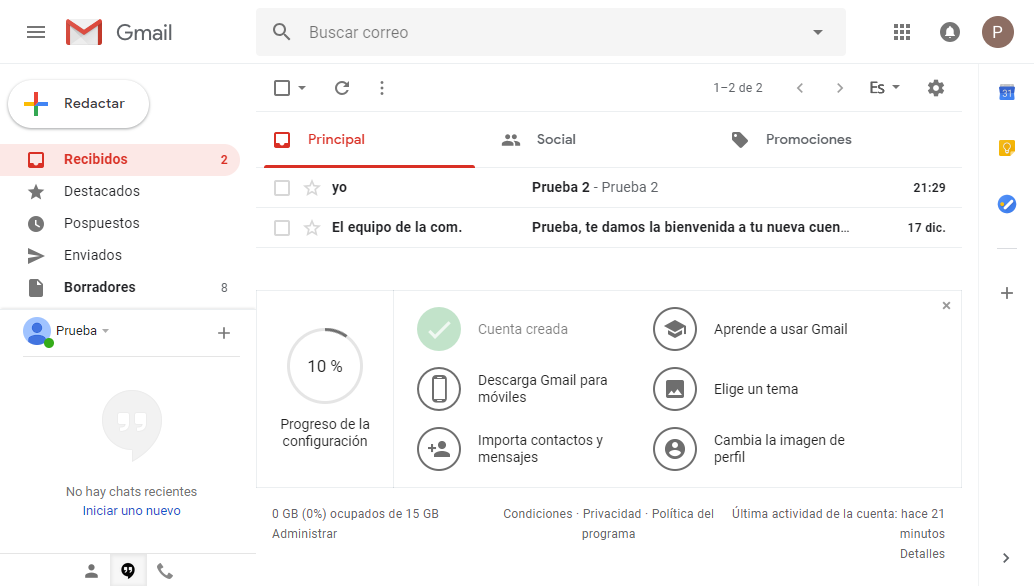 Gmail
Buscar correo
P
Redactar
1–2 de 2
Es
31
Principal
Social
Promociones
Recibidos 2
Destacados
Pospuestos
Enviados
Borradores 8
yo Prueba 2 - Prueba 2 21:29
El equipo de la com. Prueba, te damos la bienvenida a tu nueva cuen… 17 dic.
Prueba
No hay chats recientes
Iniciar uno nuevo
10 %
Progreso de la
configuración
Cuenta creada
Aprende a usar Gmail
Descarga Gmail para
móviles
Elige un tema
Importa contactos y
mensajes
Cambia la imagen de
perfil
0 GB (0%) ocupados de 15 GB
Administrar
Condiciones · Privacidad · Política del
programa
Última actividad de la cuenta: hace 21
minutos
Detalles